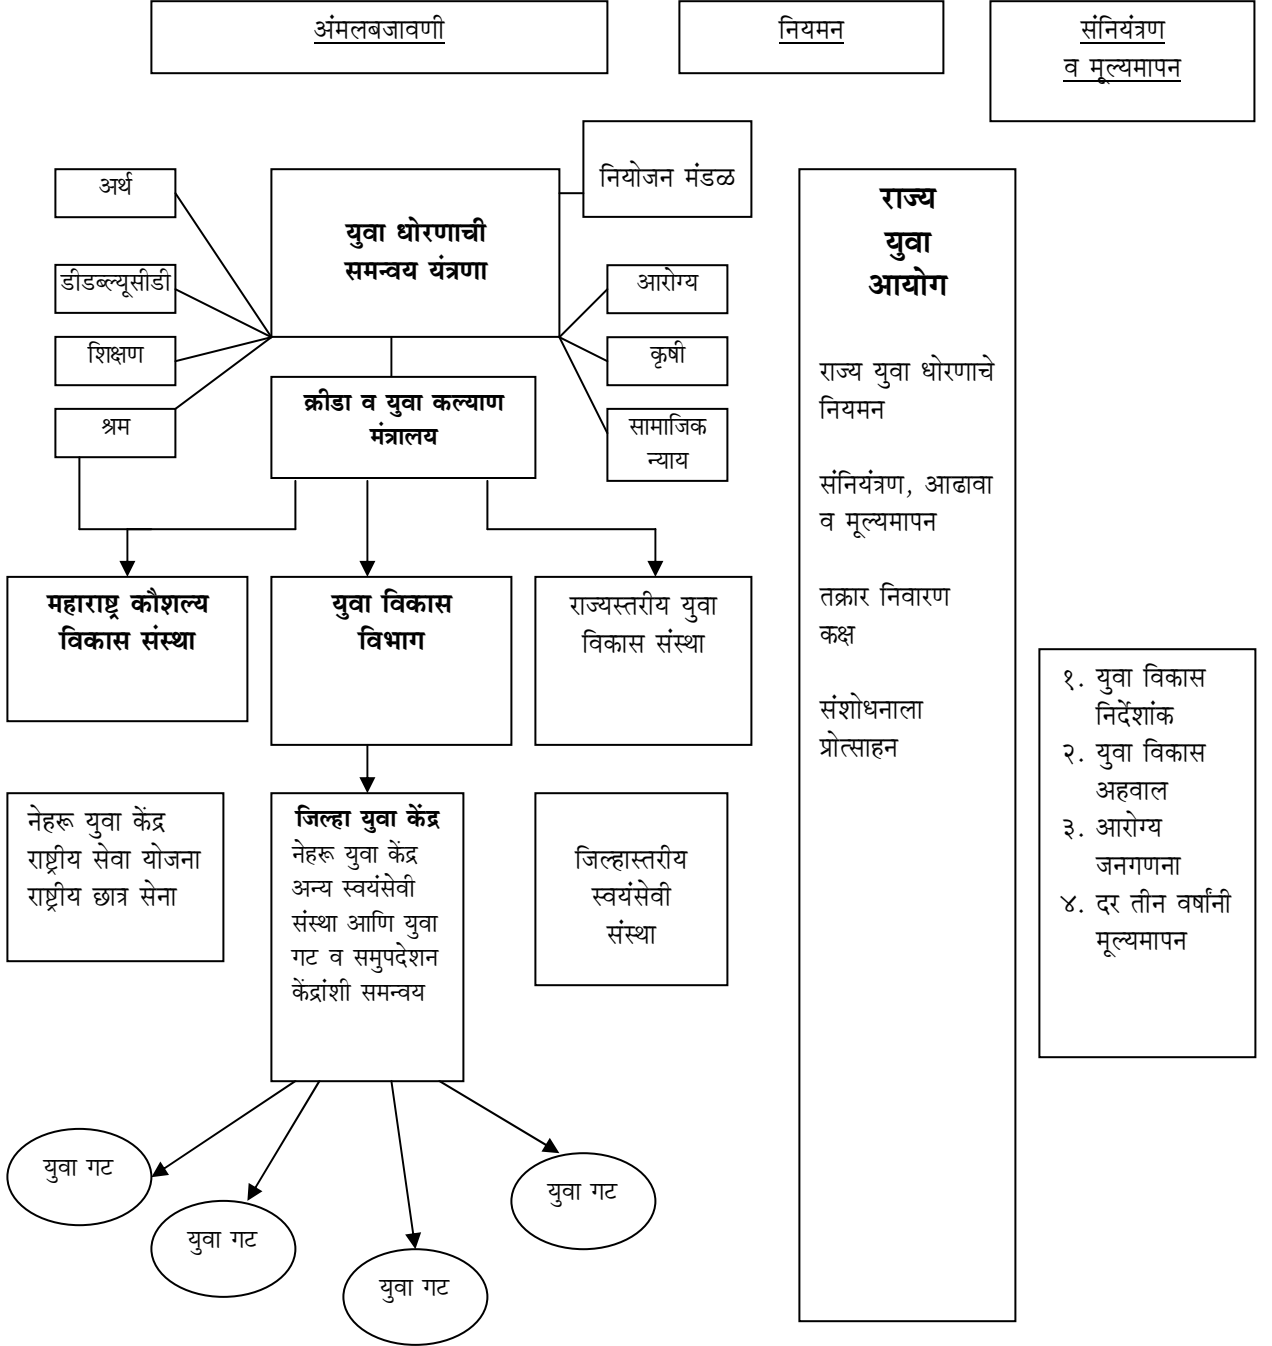 अंमलबजावणी
नियमन
संनियंत्रण
व मूल्यमापन
नियोजन मंडळ
अर्थ
युवा धोरणाची
समन्वय यंत्रणा
डीडब्ल्यूसीडी
आरोग्य
शिक्षण
कृषी
श्रम
सामाजिक
न्याय
क्रीडा व युवा कल्याण
मंत्रालय
महाराष्ट्र कौशल्य
विकास संस्था
युवा विकास
विभाग
राज्यस्तरीय युवा
विकास संस्था
नेहरू युवा केंद्र
राष्ट्रीय सेवा योजना
राष्ट्रीय छात्र सेना
जिल्हा युवा केंद्र
नेहरू युवा केंद्र
अन्य स्वयंसेवी
संस्था आणि युवा
गट व समुपदेशन
केंद्रांशी समन्वय
जिल्हास्तरीय
स्वयंसेवी
संस्था
युवा गट
युवा गट
युवा गट
युवा गट
राज्य
युवा
आयोग
राज्य युवा धोरणाचे
नियमन
संनियंत्रण, आढावा
व मूल्यमापन
तक्रार निवारण
कक्ष
संशोधनाला
प्रोत्साहन
१. युवा विकास
निर्देशांक
२. युवा विकास
अहवाल
३. आरोग्य
जनगणना
४. दर तीन वर्षांनी
मूल्यमापन